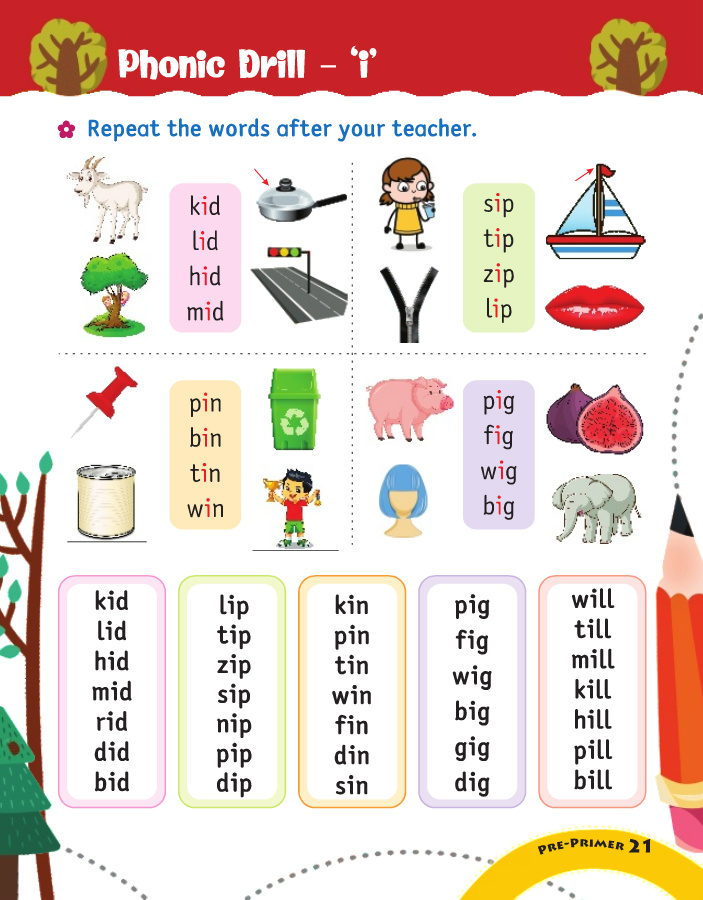 Phonic Drill – ‘i’
Repeat the words after your teacher.
kid
lid
hid
mid
sip
tip
zip
lip
pin
bin
tin
win
pig
fig
wig
big
kid
lid
hid
mid
rid
did
bid
lip
tip
zip
sip
nip
pip
dip
kin
pin
tin
win
fin
din
sin
pig
fig
wig
big
gig
dig
will
till
mill
kill
hill
pill
bill
PRE-PRIMER 21